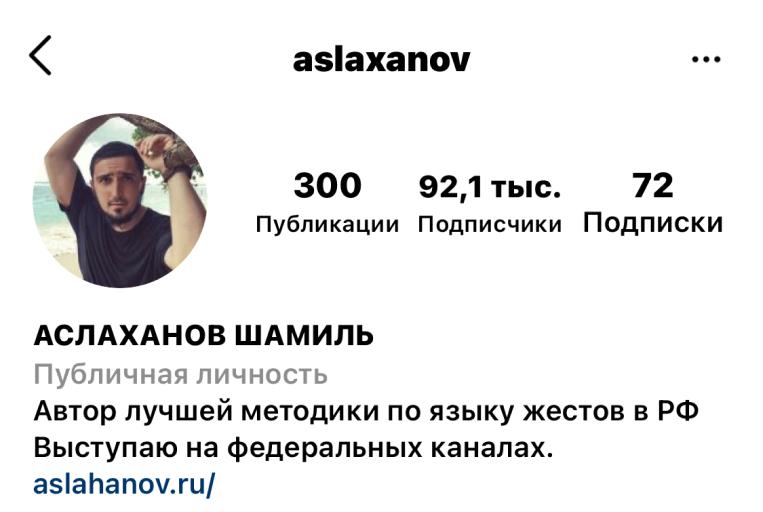 aslaxanov
300 92,1 тыс. 72
Публикации Подписчики Подписки
АСЛАХАНОВ ШАМИЛЬ
Публичная личность
Автор лучшей методики по языку жестов в РФ
Выступаю на федеральных каналах.
aslahanov.ru/